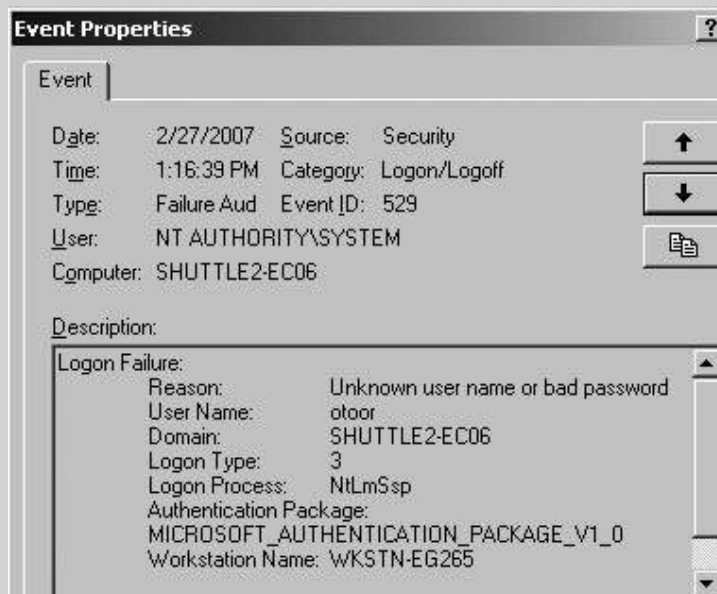 Event Properties
?
Event
Date: 2/27/2007 Source: Security
Time: 1:16:39 PM Category: Logon/Logoff
Type: Failure Aud Event ID: 529
User: NT AUTHORITY\SYSTEM
Computer: SHUTTLE2-EC06
Description:
Logon Failure:
Reason: Unknown user name or bad password
User Name: otoor
Domain: SHUTTLE2-EC06
Logon Type: 3
Logon Process: NtLmSsp
Authentication Package:
MICROSOFT_AUTHENTICATION_PACKAGE_V1_0
Workstation Name: WKSTN-EG265